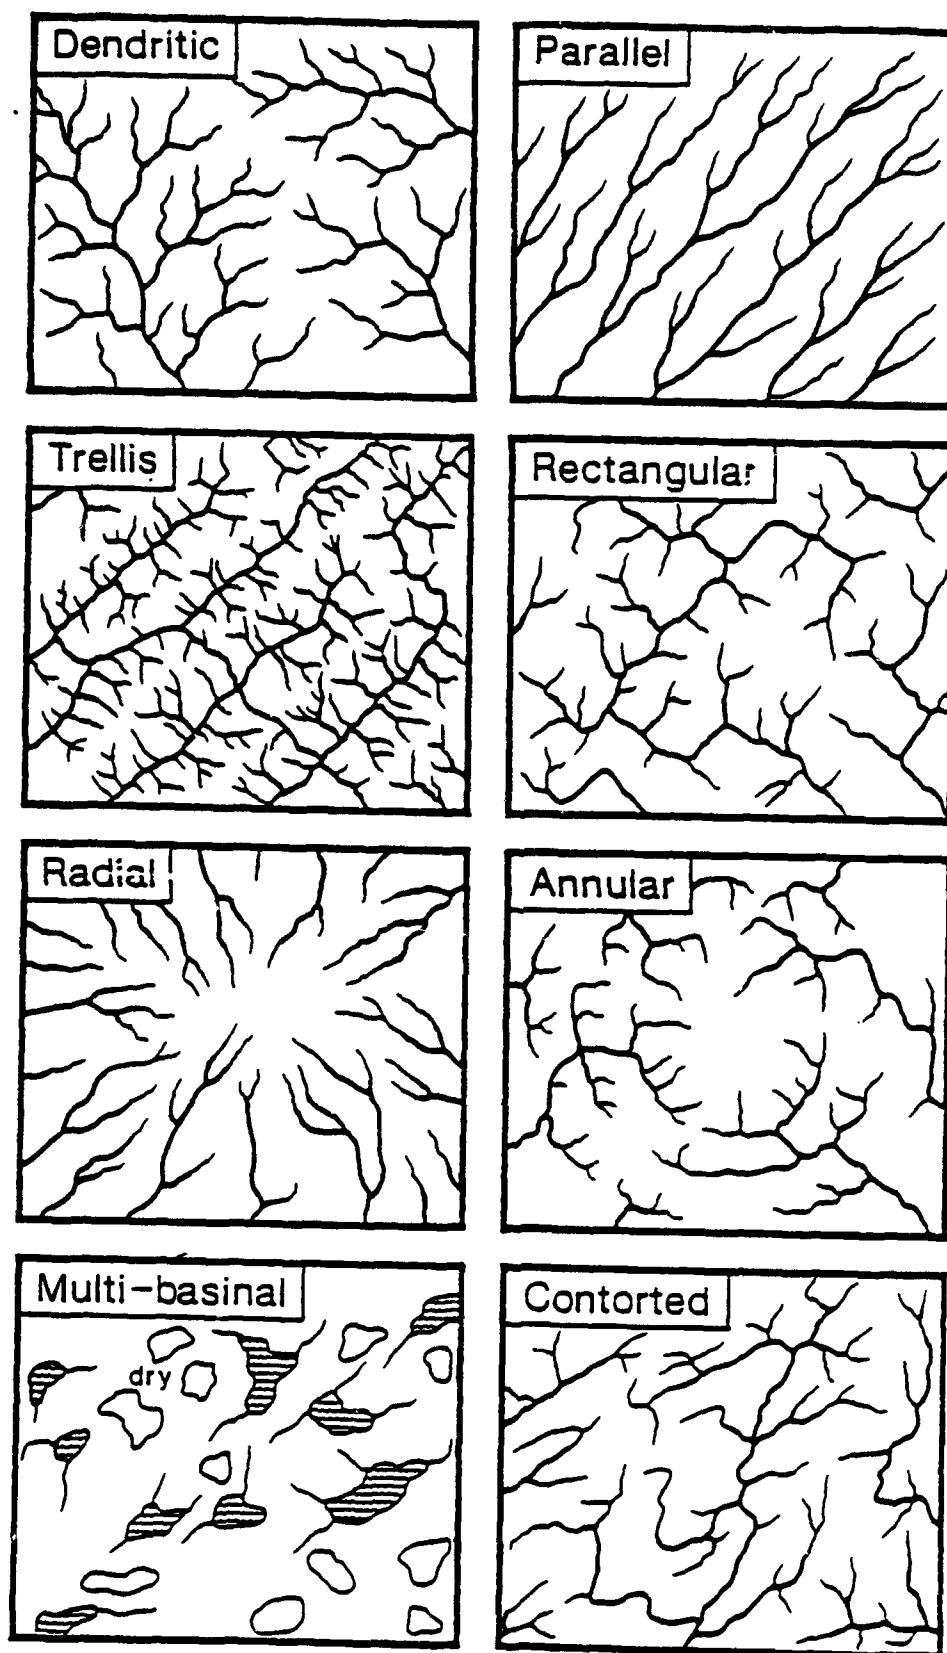 Dendritic
Parallel
Trellis
Rectangular
Radial
Annular
Multi-basinal
dry
Contorted